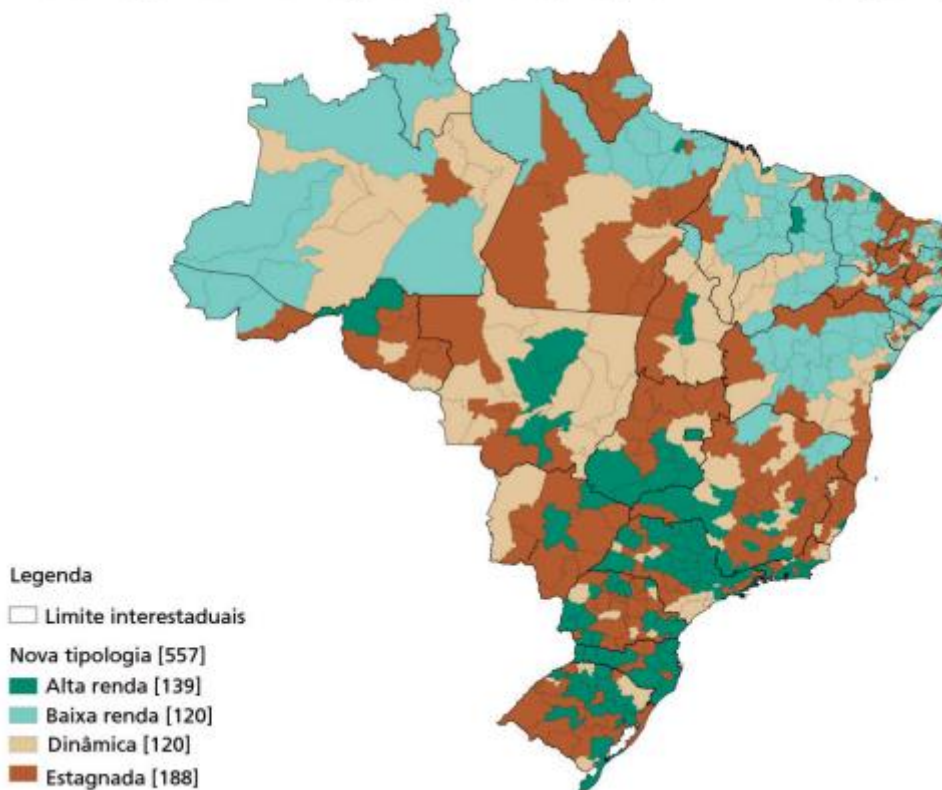 Legenda
Limite interestaduais
Nova tipologia [557]
Alta renda [139]
Baixa renda [120]
Dinâmica [120]
Estagnada [188]